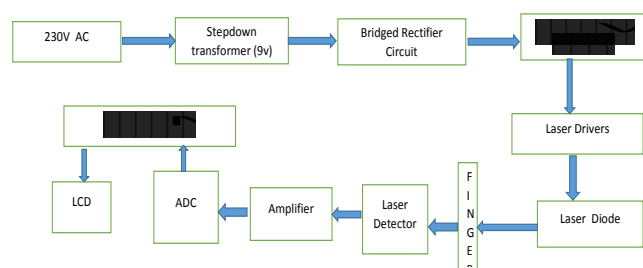 230V AC
Stepdown
transformer (9v)
Bridged Rectifier
Circuit
Laser Drivers
Laser Diode
F
I
N
G
E
Laser
Detector
Amplifier
ADC
LCD